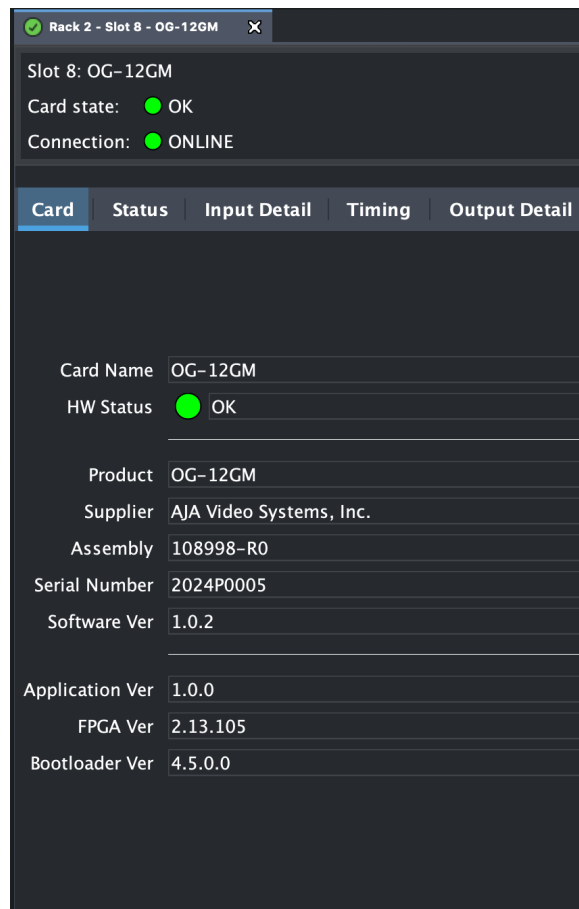 Rack 2 - Slot 8 - OG-12GM X
Slot 8: OG-12GM
Card state: OK
Connection: ONLINE
Card Status Input Detail Timing Output Detail
Card Name OG-12GM
HW Status OK
Product OG-12GM
Supplier AJA Video Systems, Inc.
Assembly 108998-R0
Serial Number 2024P0005
Software Ver 1.0.2
Application Ver 1.0.0
FPGA Ver 2.13.105
Bootloader Ver 4.5.0.0